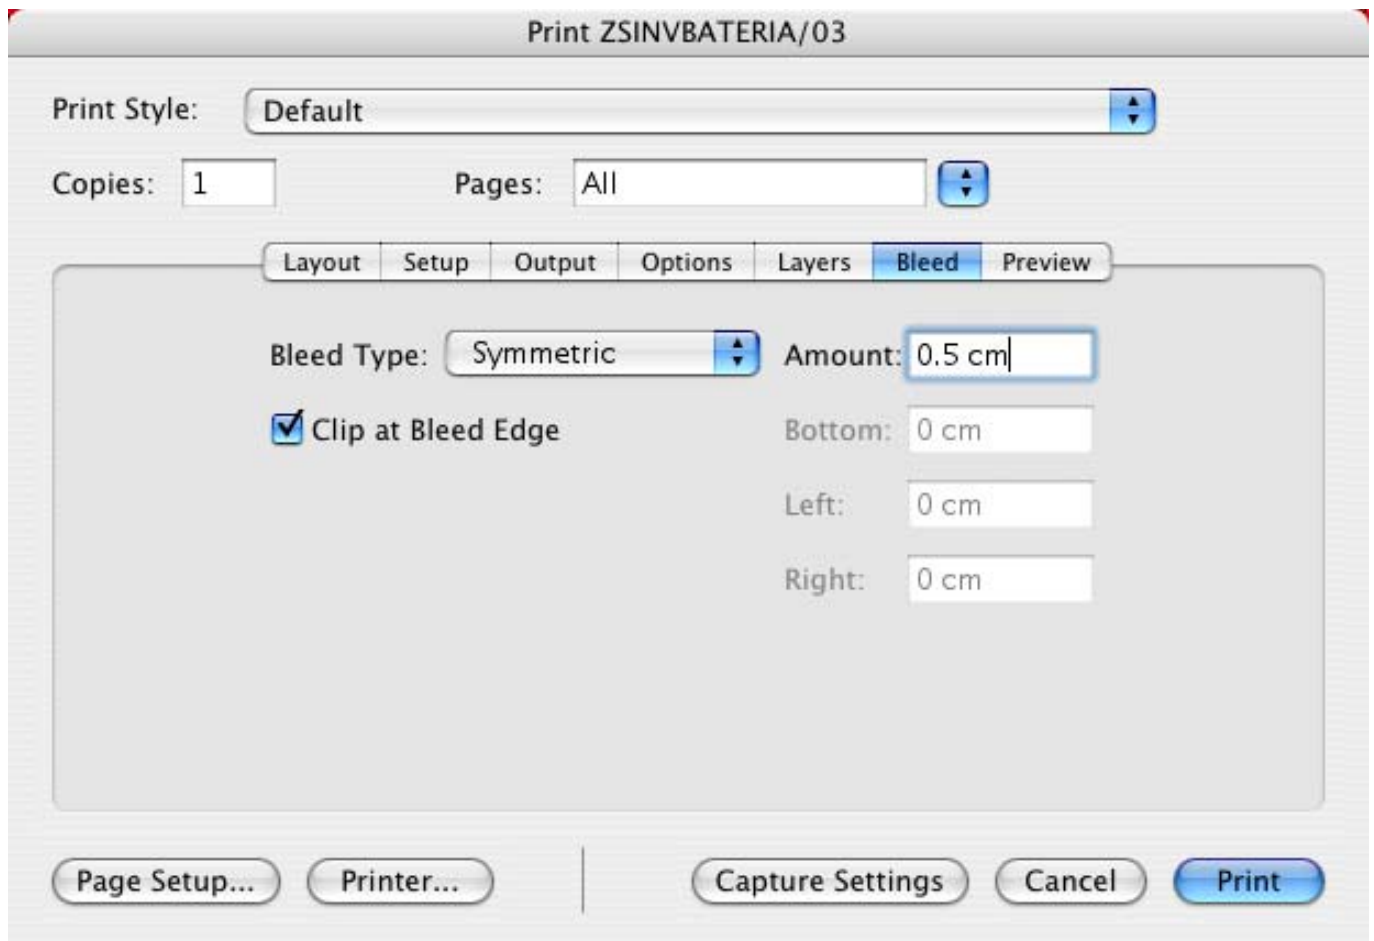 Print ZSINVBATERIA/03
Print Style: Default
Copies: 1 Pages: All
Layout Setup Output Options Layers Bleed Preview
Bleed Type: Symmetric Amount: 0.5 cm
Clip at Bleed Edge Bottom: 0 cm
Left: 0 cm
Right: 0 cm
Page Setup... Printer... Capture Settings Cancel Print